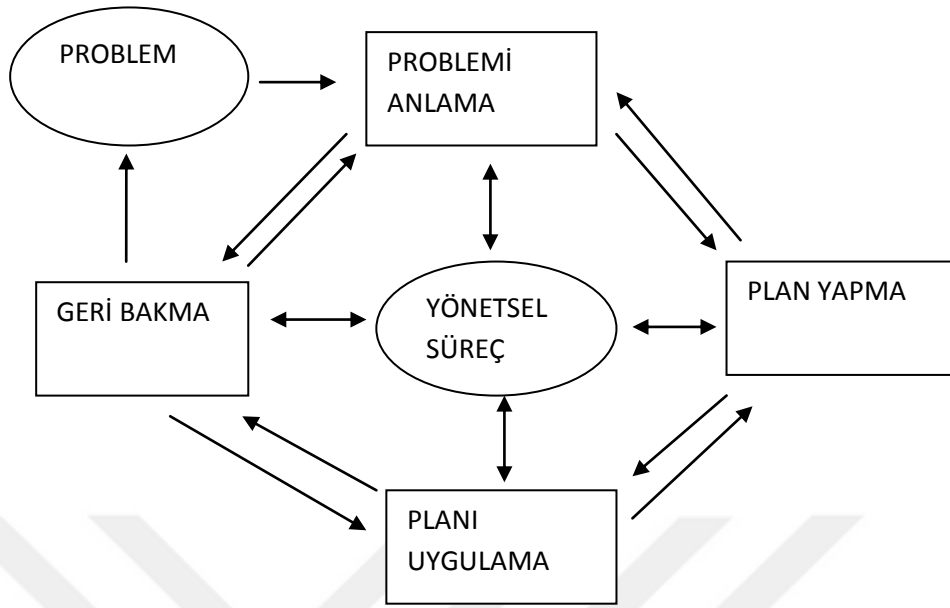 PROBLEM
PROBLEMİ
ANLAMA
GERİ BAKMA
YÖNETSEL
SÜREÇ
PLAN YAPMA
PLANI
UYGULAMA